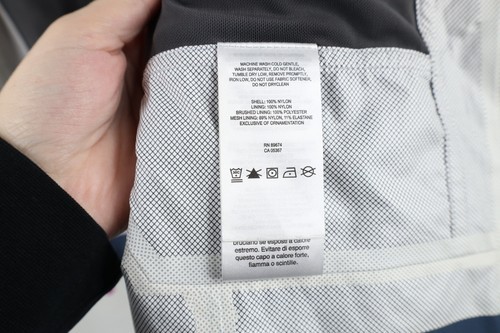 MACHINE WASH COLD GENTLE,
WASH SEPARATELY, DO NOT BLEACH,
TUMBLE DRY LOW, REMOVE PROMPTLY,
IRON LOW, DO NOT USE FABRIC SOFTENER,
DO NOT DRYCLEAN
SHELL: 100% NYLON
LINING: 100% NYLON
BRUSHED LINING: 100% POLYESTER
MESH LINING: 89% NYLON, 11% ELASTANE
EXCLUSIVE OF ORNAMENTATION
RN 89674
CA 05367
bruciano se esposti a calore
estremo. Evitare di esporre
questo capo a calore forte,
fiamma o scintille.